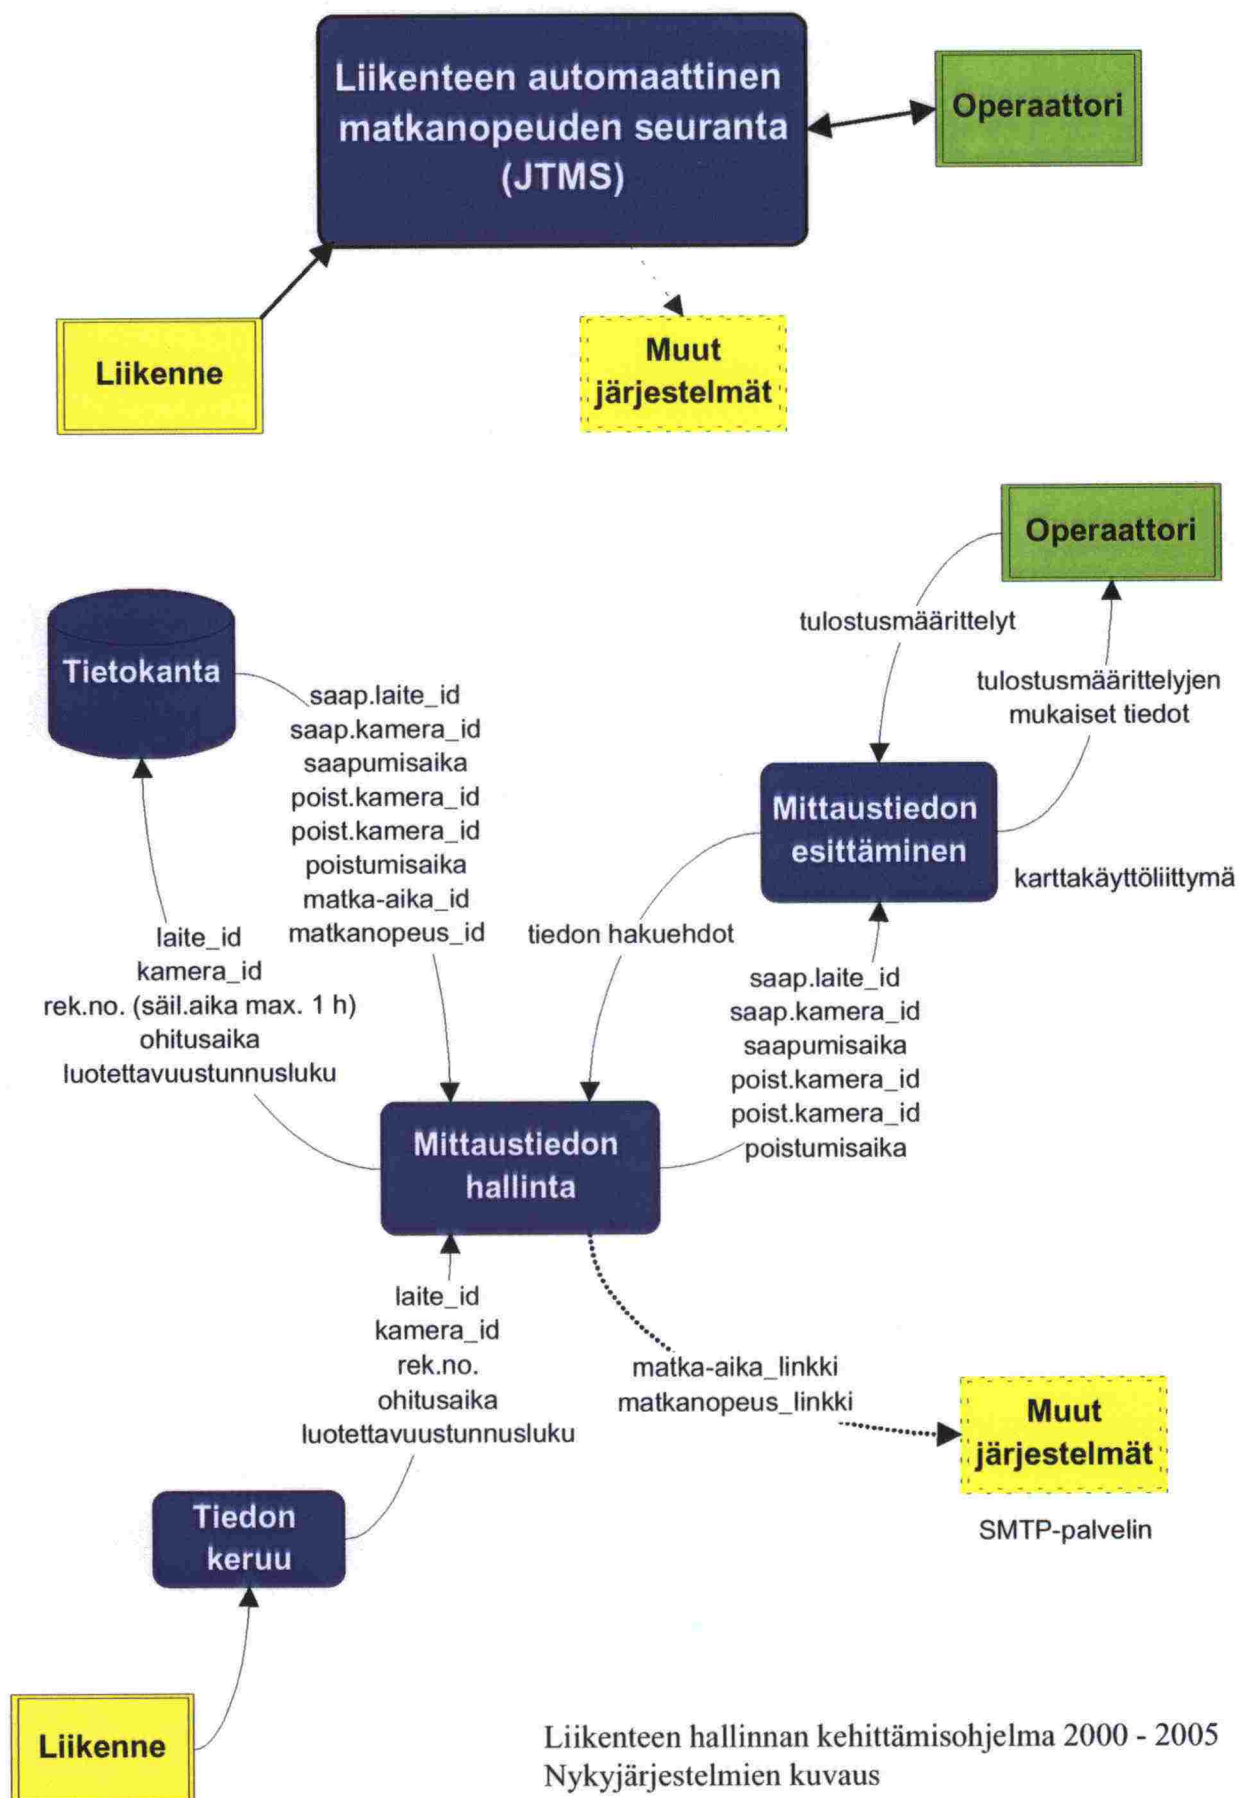 Liikenteen automaattinen
matkanopeuden seuranta
(JTMS)
Operaattori
Liikenne
Muut
järjestelmät
Operaattori
tulostusmäärittelyt
tulostusmäärittelyjen
mukaiset tiedot
Tietokanta
saap.laite_id
saap.kamera_id
saapumisaika
poist.kamera_id
poist.kamera_id
poistumisaika
matka-aika_id
matkanopeus_id
Mittaustiedon
esittäminen
karttakäyttöliittymä
tiedon hakuehdot
laite_id
kamera_id
rek.no. (säil.aika max. 1 h)
ohitusaika
luotettavuustunnusluku
saap.laite_id
saap.kamera_id
saapumisaika
poist.kamera_id
poist.kamera_id
poistumisaika
Mittaustiedon
hallinta
laite_id
kamera_id
rek.no.
ohitusaika
luotettavuustunnusluku
matka-aika_linkki
matkanopeus_linkki
Muut
järjestelmät
SMTP-palvelin
Tiedon
keruu
Liikenne
Liikenteen hallinnan kehittämisohjelma 2000 - 2005
Nykyjärjestelmien kuvaus